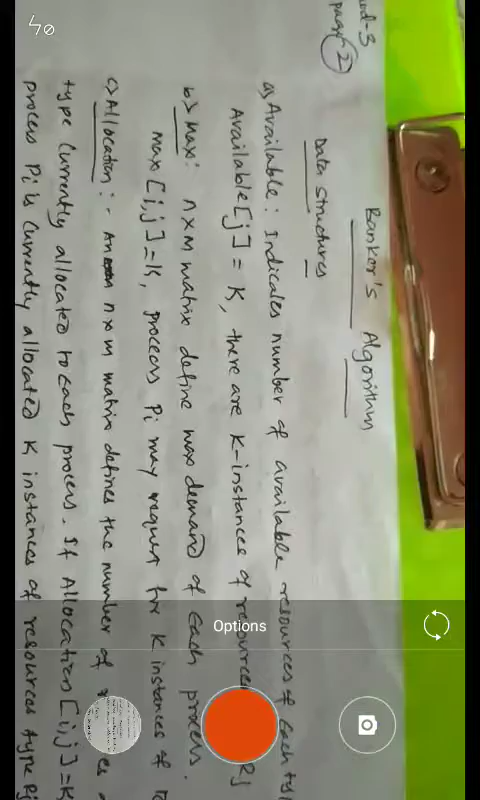 Mod-3
page-2
Banker's Algorithm
Data structures
a) Available: Indicates number of available resources of each
Available[j] = K, there are K-instances of
b> Max: n x m matrix define max demand of each process.
max[i,j]=K, process Pi may request for K instances of
c) Allocation :- An n x m matrix defines the number of
type currently allocated to each process. If Allocation[i,j]=K
process Pi is currently allocated K instances of resources type Rj
Options